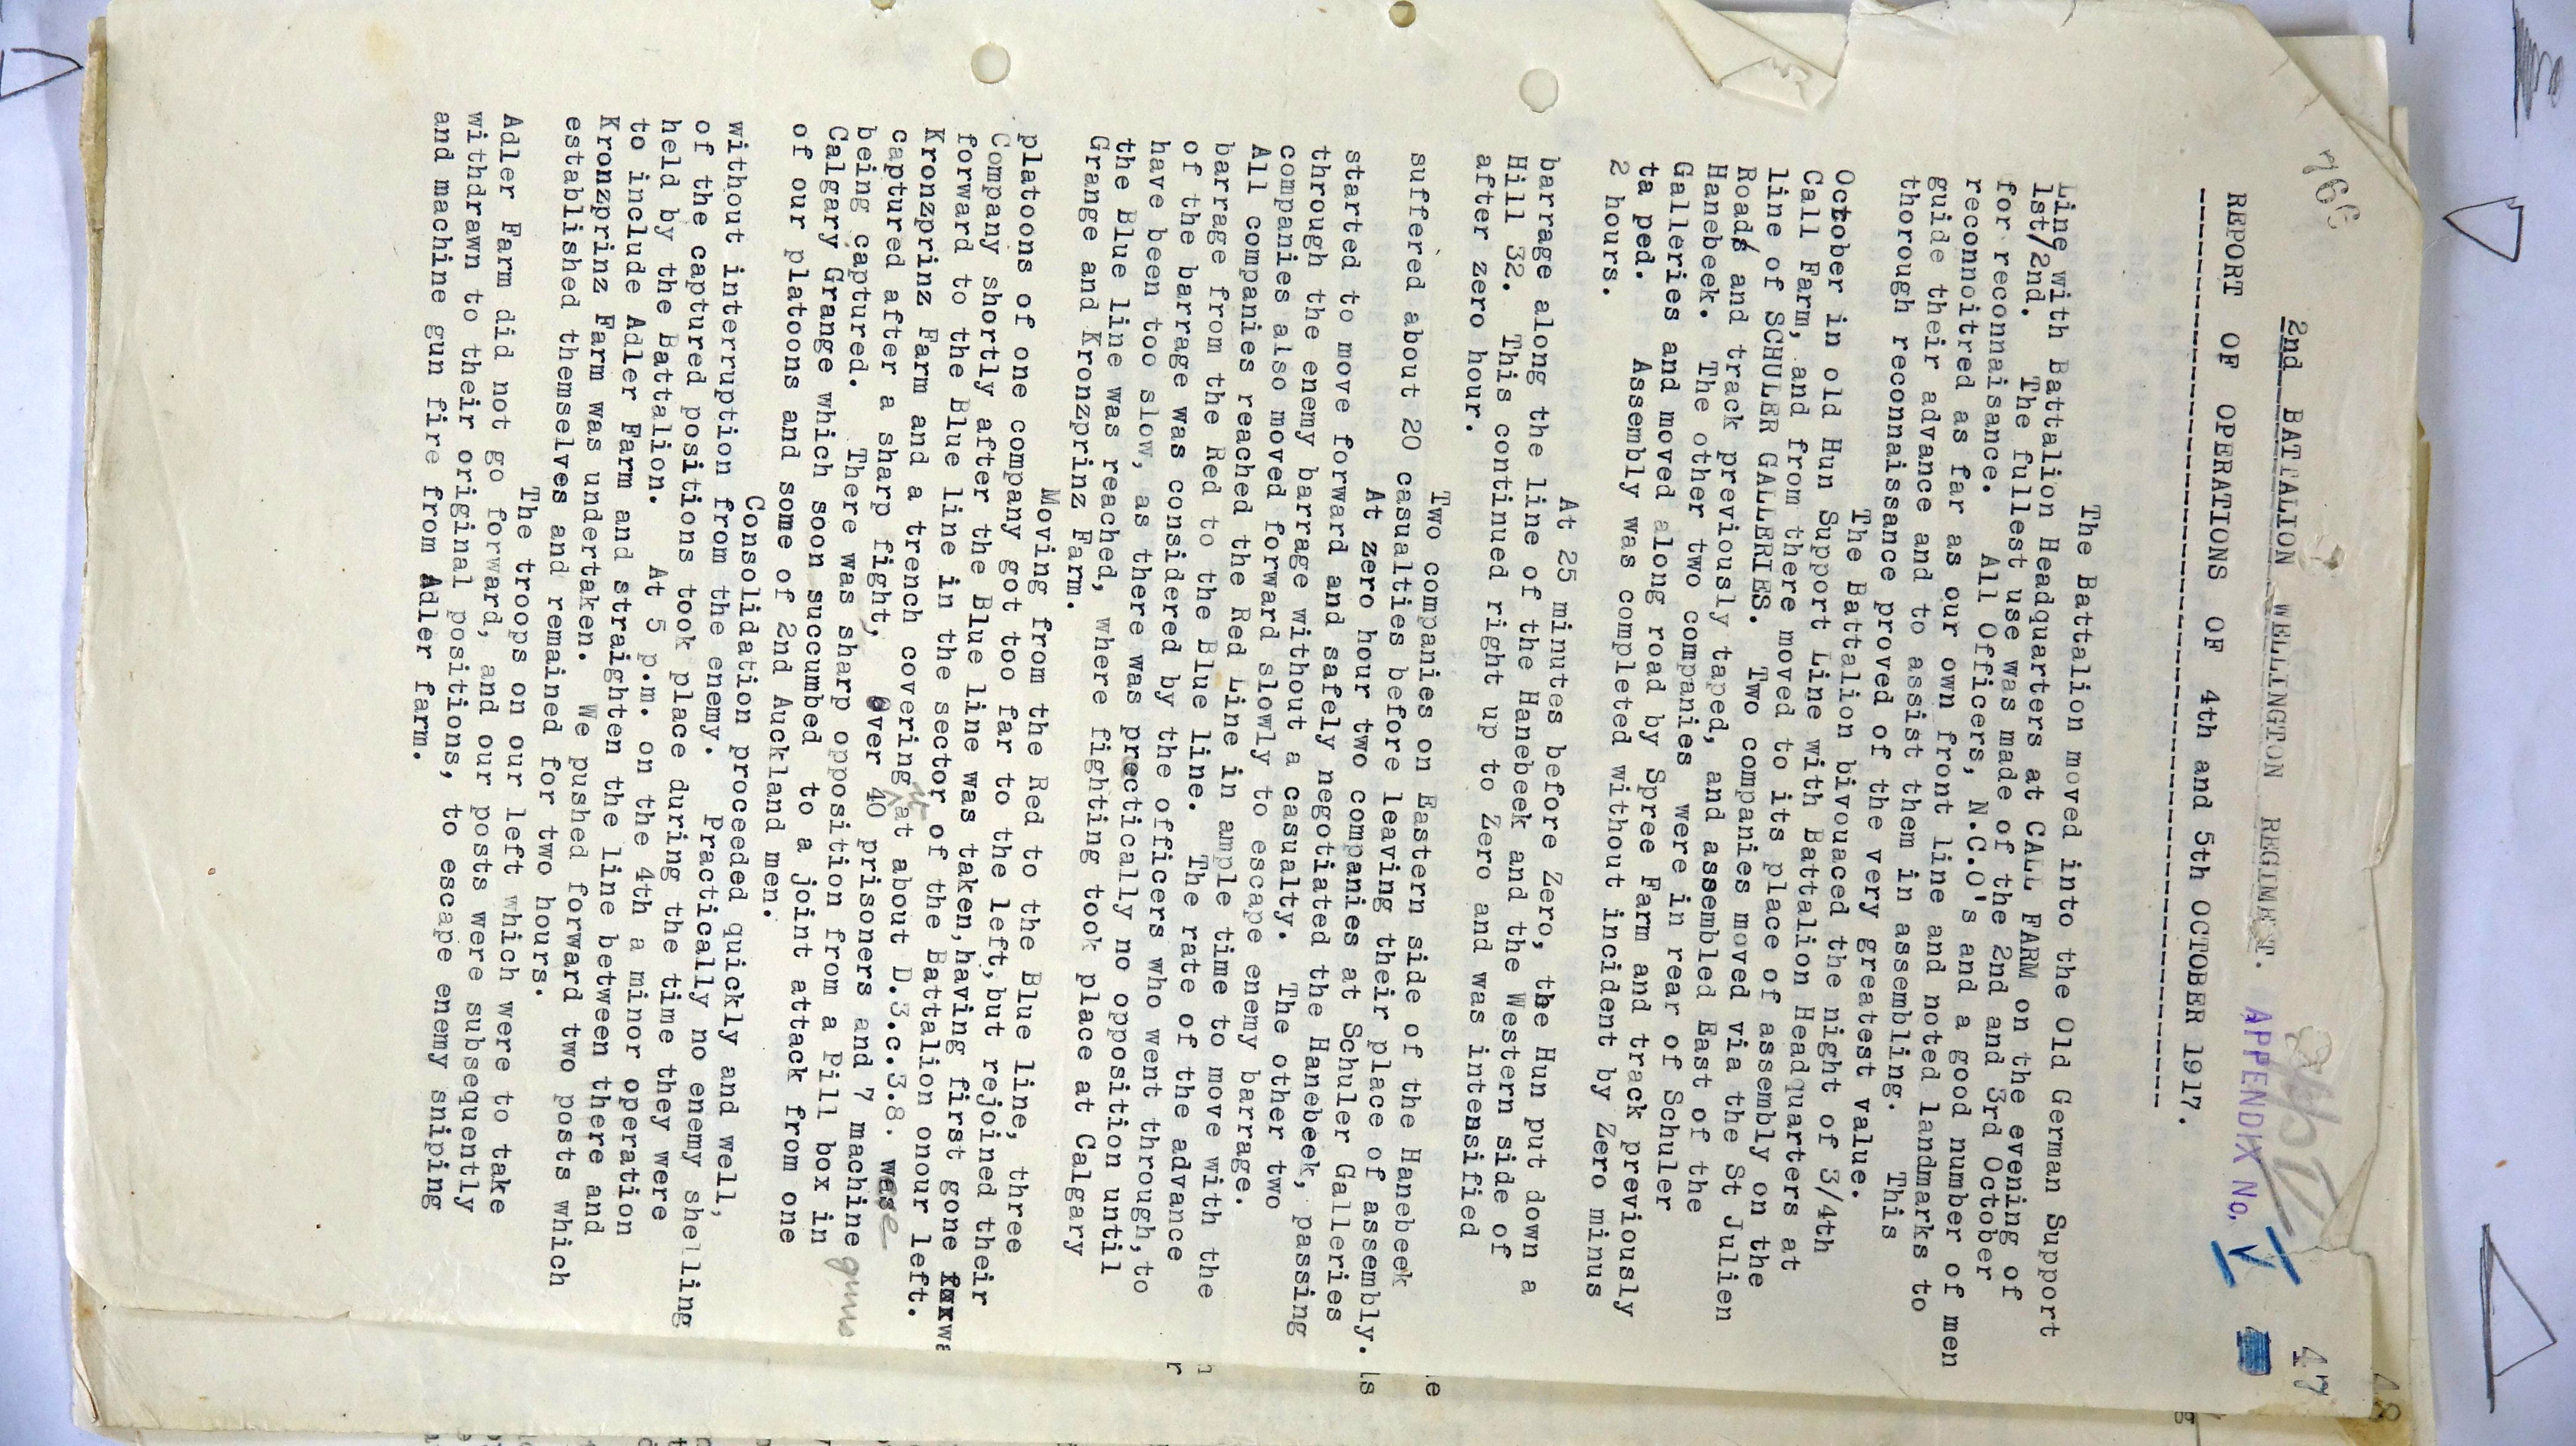 47
2nd BATTALION WELLINGTON REGIMENT. APPENDIX No. V
REPORT OF OPERATIONS OF 4th and 5th OCTOBER 1917.
The Battalion moved into the Old German Support
Line with Battalion Headquarters at CALL FARM on the evening of
1st/2nd. The fullest use was made of the 2nd and 3rd October
for reconnaisance. All Officers, N.C.O's and a good number of men
reconnoitred as far as our own front line and noted landmarks to
guide their advance and to assist them in assembling. This
thorough reconnaissance proved of the very greatest value.
The Battalion bivouaced the night of 3/4th
October in old Hun Support Line with Battalion Headquarters at
Call Farm, and from there moved to its place of assembly on the
line of SCHULER GALLERIES. Two companies moved via the St Julien
Roads and track previously taped, and assembled East of the
Hanebeek. The other two companies were in rear of Schuler
Galleries and moved along road by Spree Farm and track previously
ta ped. Assembly was completed without incident by Zero minus
2 hours.
At 25 minutes before Zero, the Hun put down a
barrage along the line of the Hanebeek and the Western side of
Hill 32. This continued right up to Zero and was intensified
after zero hour.
Two companies on Eastern side of the Hanebeek
suffered about 20 casualties before leaving their place of assembly.
At zero hour two companies at Schuler Galleries
started to move forward and safely negotiated the Hanebeek, passing
through the enemy barrage without a casualty. The other two
companies also moved forward slowly to escape enemy barrage.
All companies reached the Red Line in ample time to move with the
barrage from the Red to the Blue line. The rate of the advance
of the barrage was considered by the officers who went through, to
have been too slow, as there was prectically no opposition until
the Blue line was reached, where fighting took place at Calgary
Grange and Kronzprinz Farm.
Moving from the Red to the Blue line, three
platoons of one company got too far to the left, but rejoined their
Company shortly after the Blue line was taken, having first gone forwa
forward to the Blue line in the sector of the Battalion onour left.
Kronzprinz Farm and a trench covering it at about D.3.c.3.8. were
captured after a sharp fight, over 40 prisoners and 7 machine guns
being captured. There was sharp opposition from a Pill box in
Calgary Grange which soon succumbed to a joint attack from one
of our platoons and some of 2nd Auckland men.
Consolidation proceeded quickly and well,
without interruption from the enemy. Practically no enemy shelling
of the captured positions took place during the time they were
held by the Battalion. At 5 p.m. on the 4th a minor operation
to include Adler Farm and straighten the line between there and
Kronzprinz Farm was undertaken. We pushed forward two posts which
established themselves and remained for two hours.
The troops on our left which were to take
Adler Farm did not go forward, and our posts were subsequently
withdrawn to their original positions, to escape enemy sniping
and machine gun fire from Adler farm.